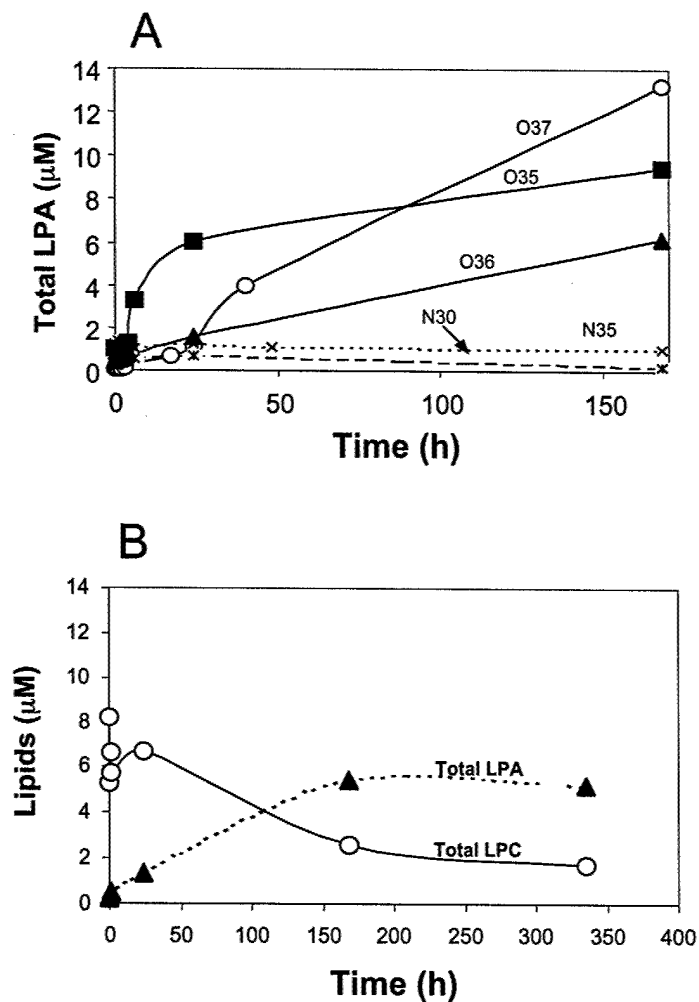 A
14
12
10
8
6
4
2
0
Total LPA (µM)
O37
O35
O36
N30
N35
0 50 100 150
Time (h)
B
14
12
10
8
6
4
2
0
Lipids (µM)
Total LPA
Total LPC
0 50 100 150 200 250 300 350 400
Time (h)